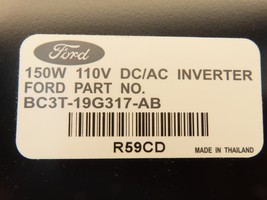 Ford
150W 110V DC/AC INVERTER
FORD PART NO.
BC3T-19G317-AB
R59CD
MADE IN THAILAND